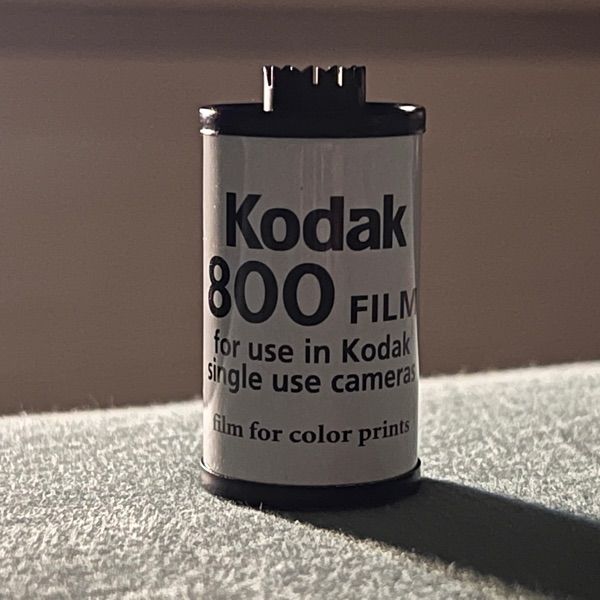 Kodak
800 FILM
for use in Kodak
single use cameras
film for color prints